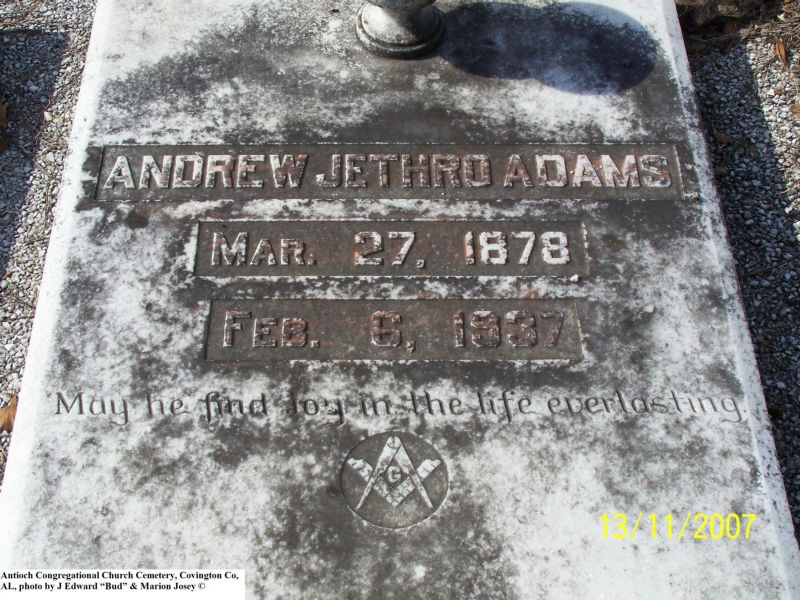 ANDREW JETHRO ADAMS
MAR. 27, 1878
FEB. 6, 1937
May he find joy in the life everlasting.
G
13/11/2007
Antioch Congregational Church Cemetery, Covington Co,
AL, photo by J Edward “Bud” & Marion Josey ©